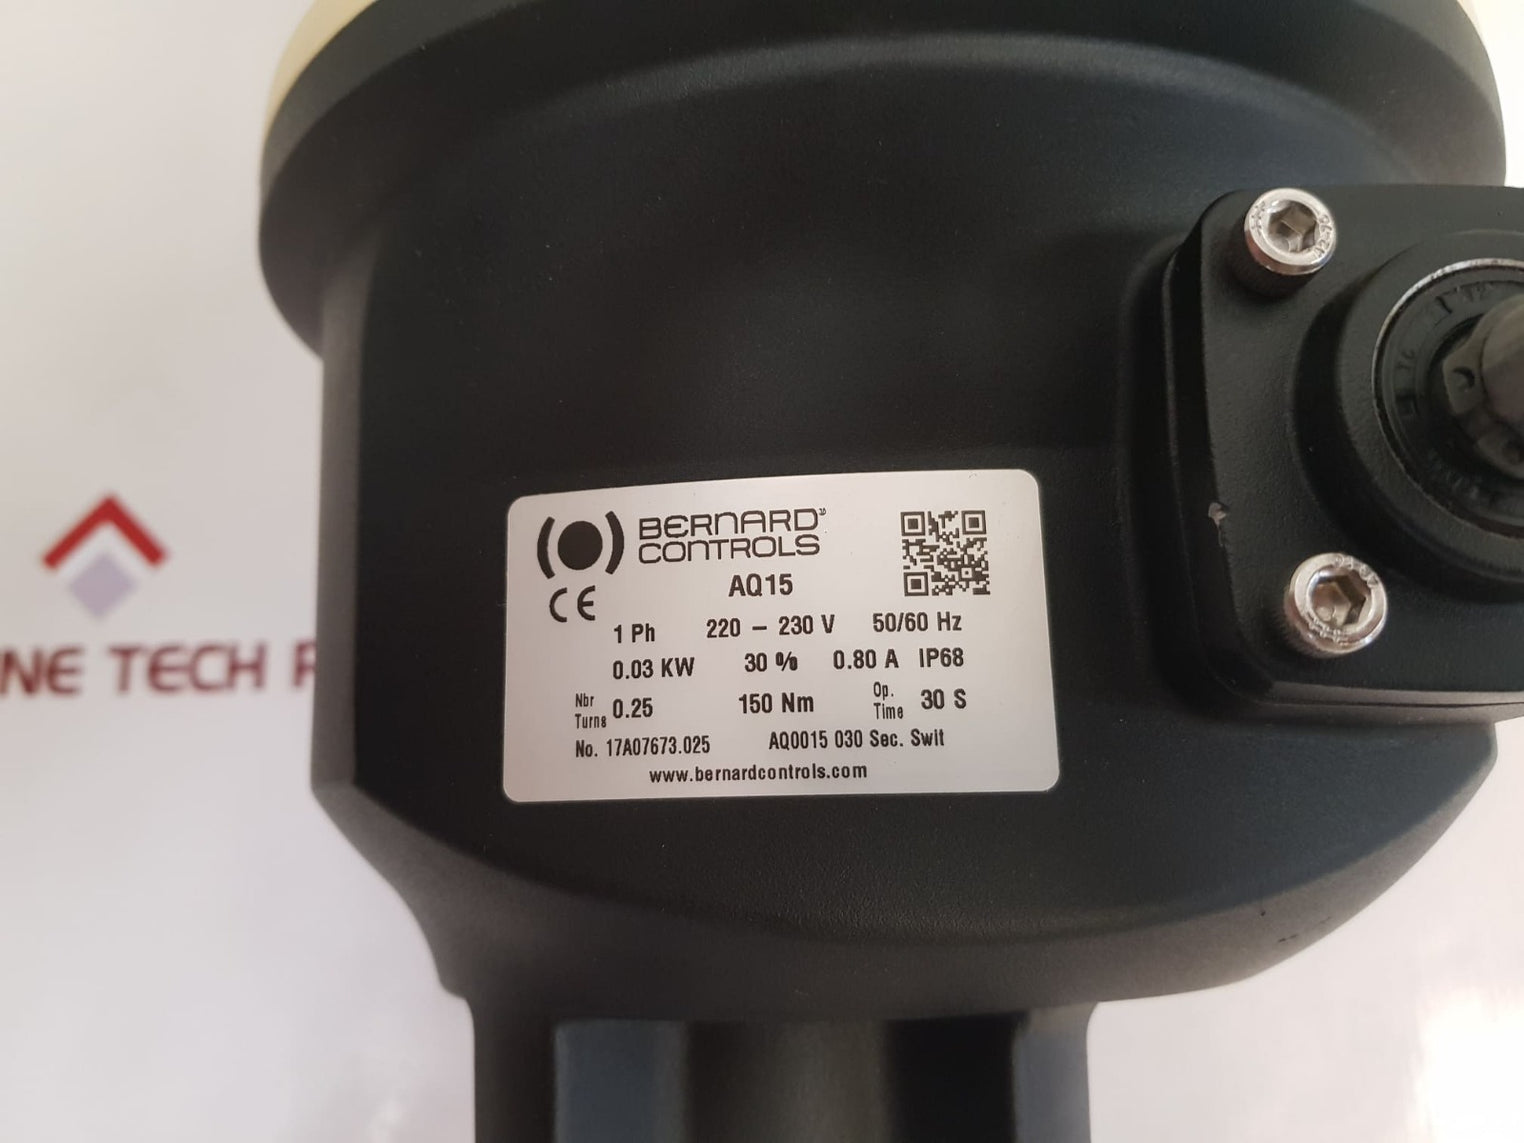 BERNARD
CONTROLS
CE
AQ15
1 Ph 220 - 230 V 50/60 Hz
0.03 KW 30 % 0.80 A IP68
Nbr Turns 0.25 150 Nm Op. Time 30 S
No. 17A07673.025 AQ0015 030 Sec. Swit
www.bernardcontrols.com
NE TECH